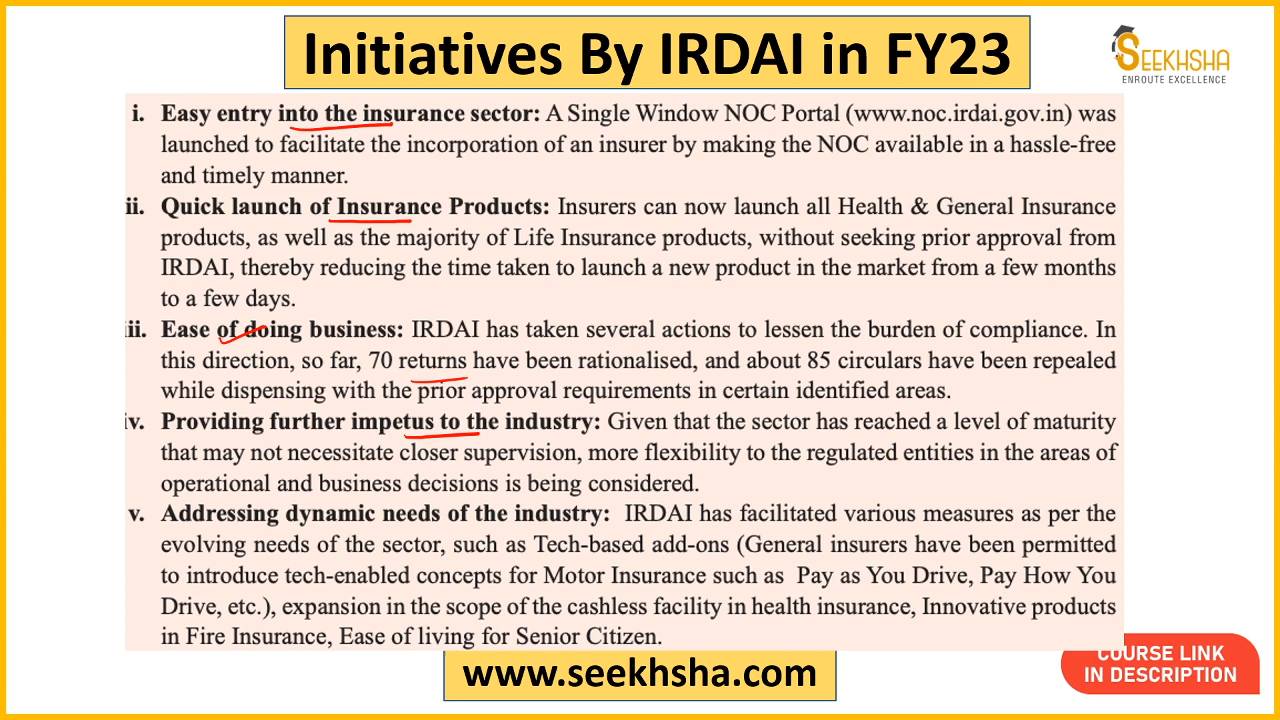 Initiatives By IRDAI in FY23
SEEKHSHA
ENROUTE EXCELLENCE
i. Easy entry into the insurance sector: A Single Window NOC Portal (www.noc.irdai.gov.in) was
launched to facilitate the incorporation of an insurer by making the NOC available in a hassle-free
and timely manner.
ii. Quick launch of Insurance Products: Insurers can now launch all Health & General Insurance
products, as well as the majority of Life Insurance products, without seeking prior approval from
IRDAI, thereby reducing the time taken to launch a new product in the market from a few months
to a few days.
iii. Ease of doing business: IRDAI has taken several actions to lessen the burden of compliance. In
this direction, so far, 70 returns have been rationalised, and about 85 circulars have been repealed
while dispensing with the prior approval requirements in certain identified areas.
iv. Providing further impetus to the industry: Given that the sector has reached a level of maturity
that may not necessitate closer supervision, more flexibility to the regulated entities in the areas of
operational and business decisions is being considered.
v. Addressing dynamic needs of the industry: IRDAI has facilitated various measures as per the
evolving needs of the sector, such as Tech-based add-ons (General insurers have been permitted
to introduce tech-enabled concepts for Motor Insurance such as Pay as You Drive, Pay How You
Drive, etc.), expansion in the scope of the cashless facility in health insurance, Innovative products
in Fire Insurance, Ease of living for Senior Citizen.
www.seekhsha.com
COURSE LINK
IN DESCRIPTION